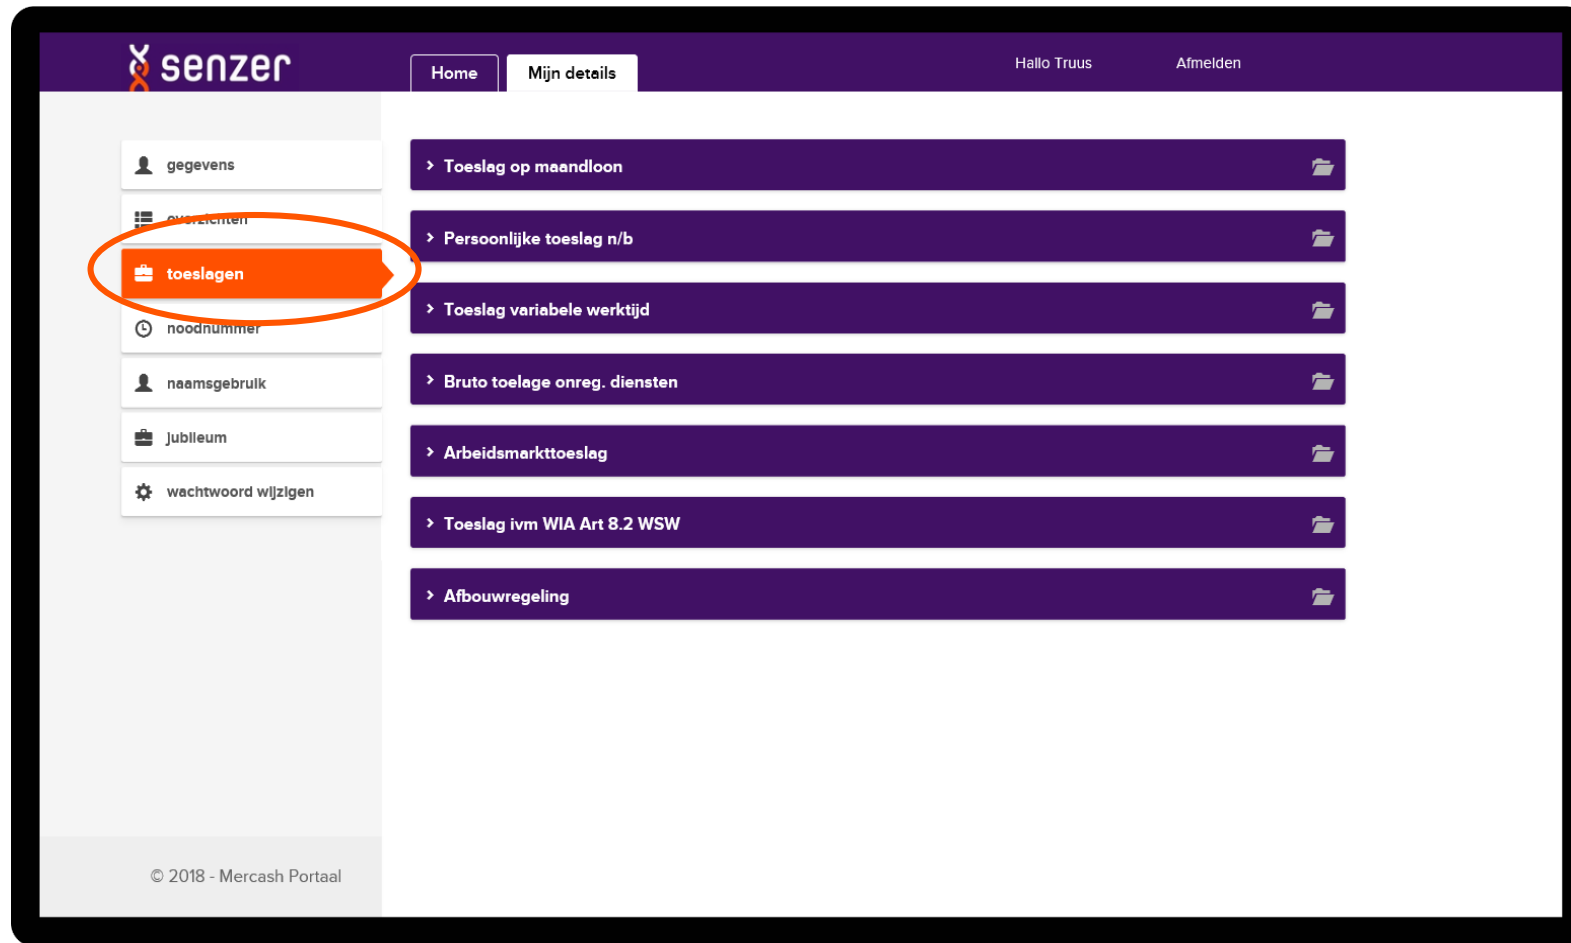 senzer
Home
Mijn details
Hallo Truus
Afmelden
gegevens
overzichten
toeslagen
noodnummer
naamsgebruik
jubileum
wachtwoord wijzigen
Toeslag op maandloon
Persoonlijke toeslag n/b
Toeslag variabele werktijd
Bruto toelage onreg. diensten
Arbeidsmarkttoeslag
Toeslag ivm WIA Art 8.2 WSW
Afbouwregeling
© 2018 - Mercash Portaal